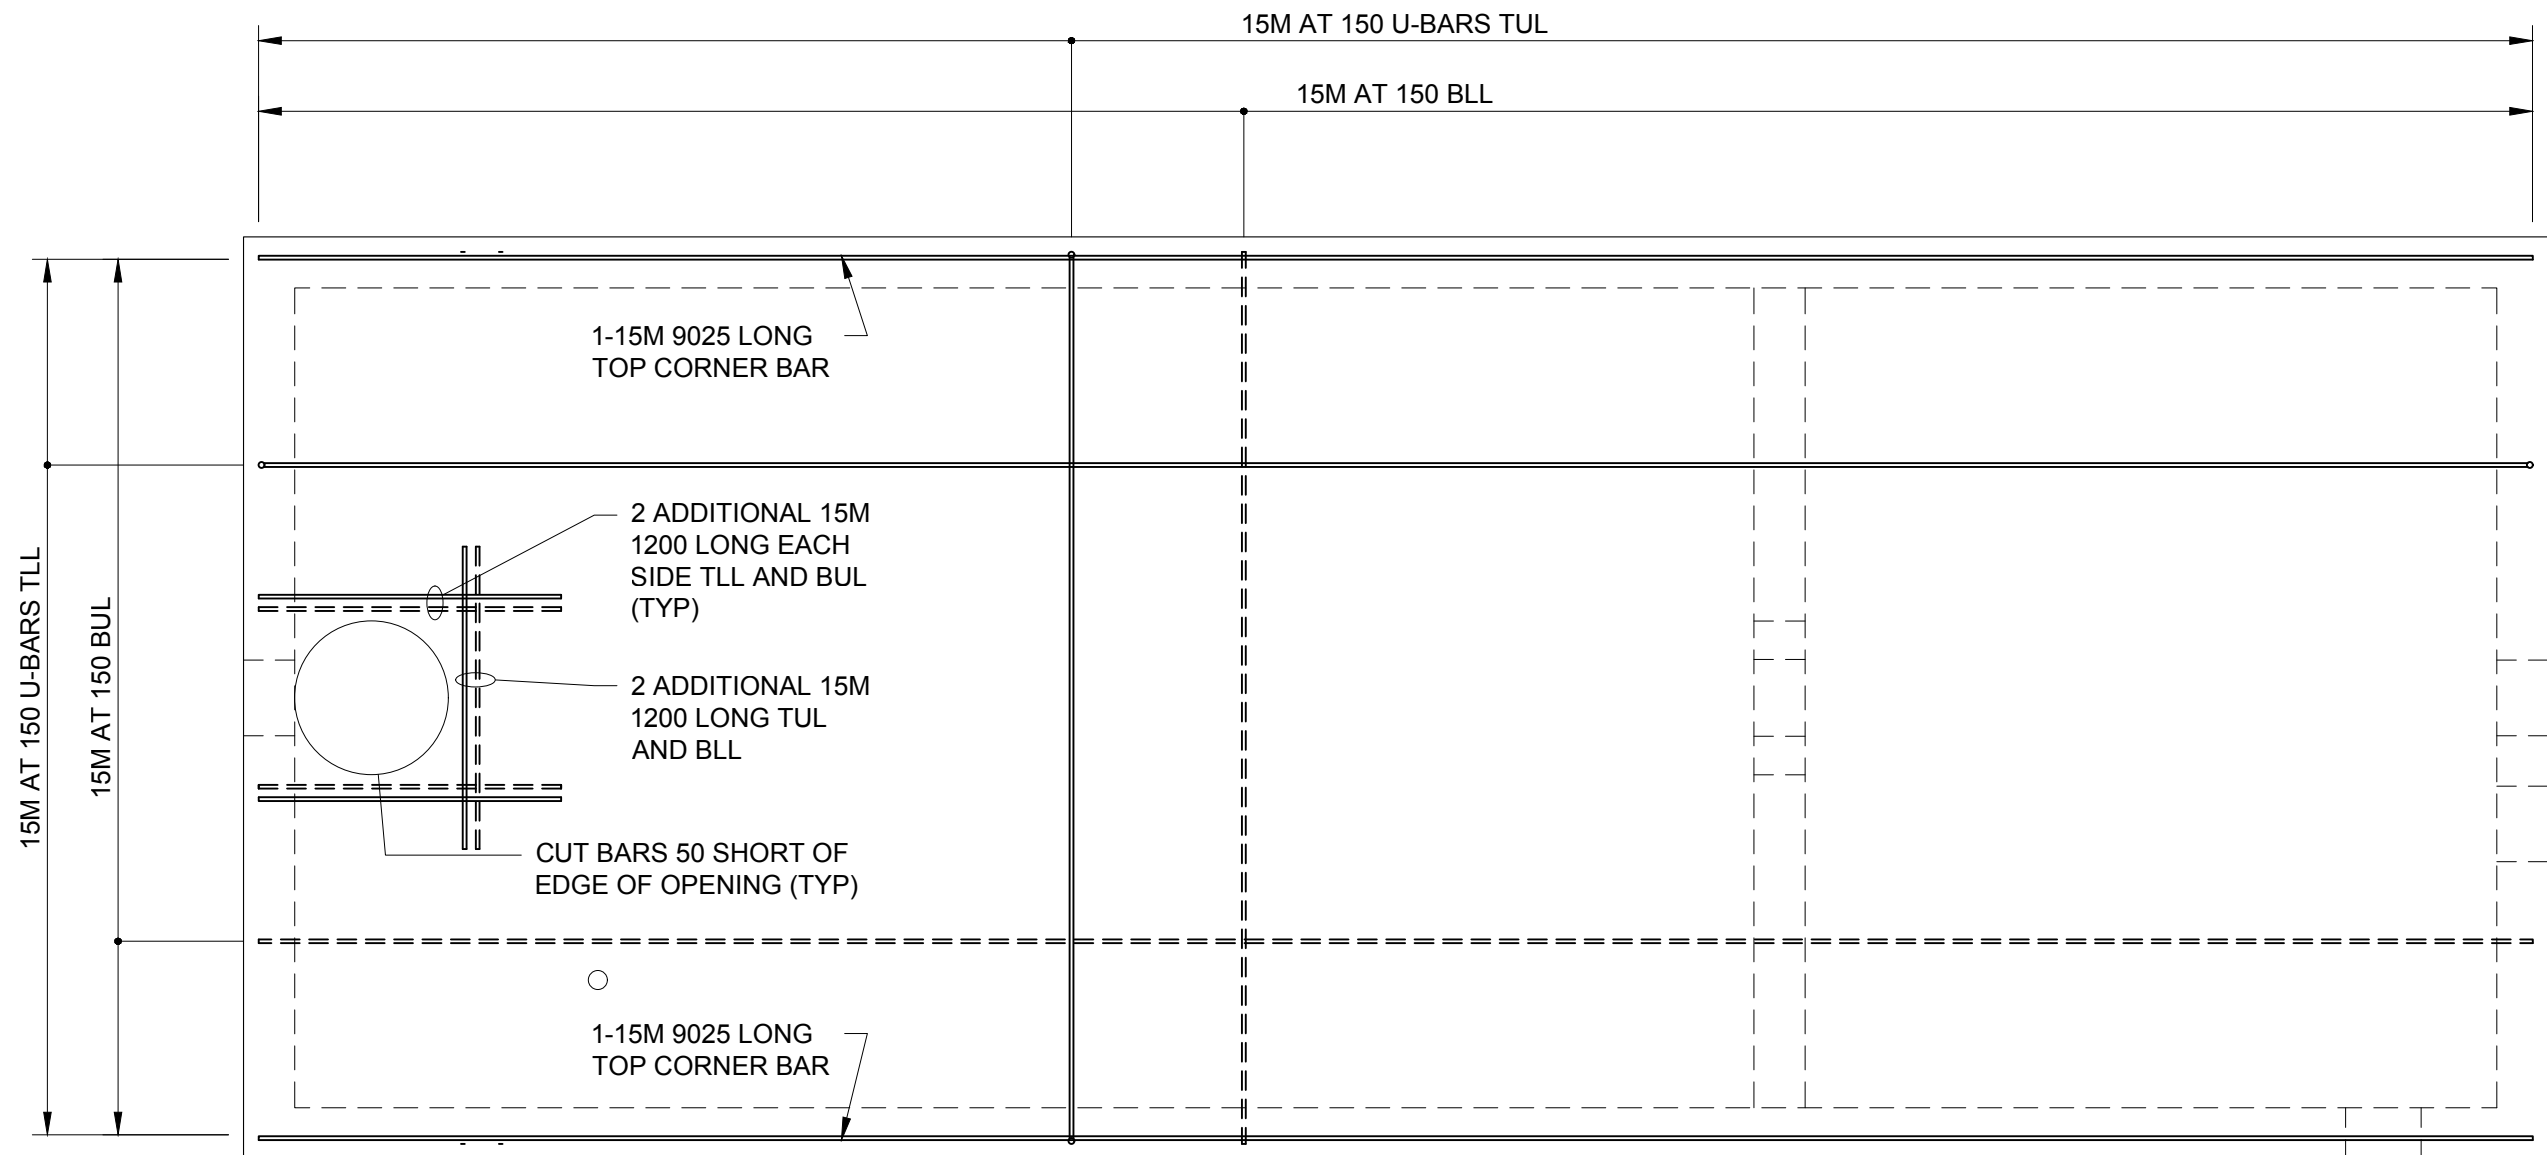 15M AT 150 U-BARS TUL
15M AT 150 BLL
1-15M 9025 LONG
TOP CORNER BAR
2 ADDITIONAL 15M
1200 LONG EACH
SIDE TLL AND BUL
(TYP)
15M AT 150 U-BARS TLL
15M AT 150 BUL
2 ADDITIONAL 15M
1200 LONG TUL
AND BLL
CUT BARS 50 SHORT OF
EDGE OF OPENING (TYP)
1-15M 9025 LONG
TOP CORNER BAR